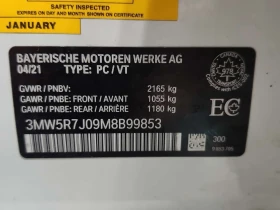 SAFETY INSPECTED
JANUARY
BAYERISCHE MOTOREN WERKE AG
04/21 TYPE: PC / VT
GVWR / PNBV: 2165 kg
GAWR / PNBE: FRONT / AVANT 1055 kg
GAWR / PNBE: REAR / ARRIÈRE 1180 kg
3MW5R7J09M8B99853
978
EC
300